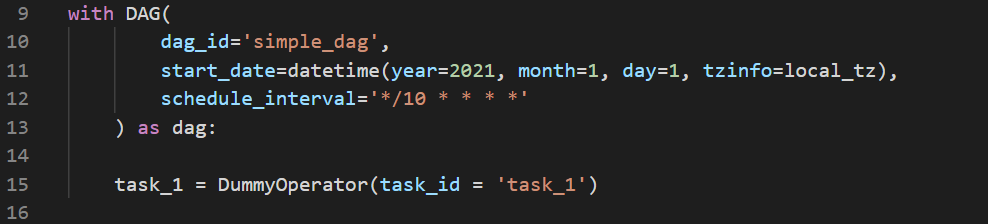 9 with DAG(
10 dag_id='simple_dag',
11 start_date=datetime(year=2021, month=1, day=1, tzinfo=local_tz),
12 schedule_interval='*/10 * * * *'
13 ) as dag:
14
15 task_1 = DummyOperator(task_id = 'task_1')
16